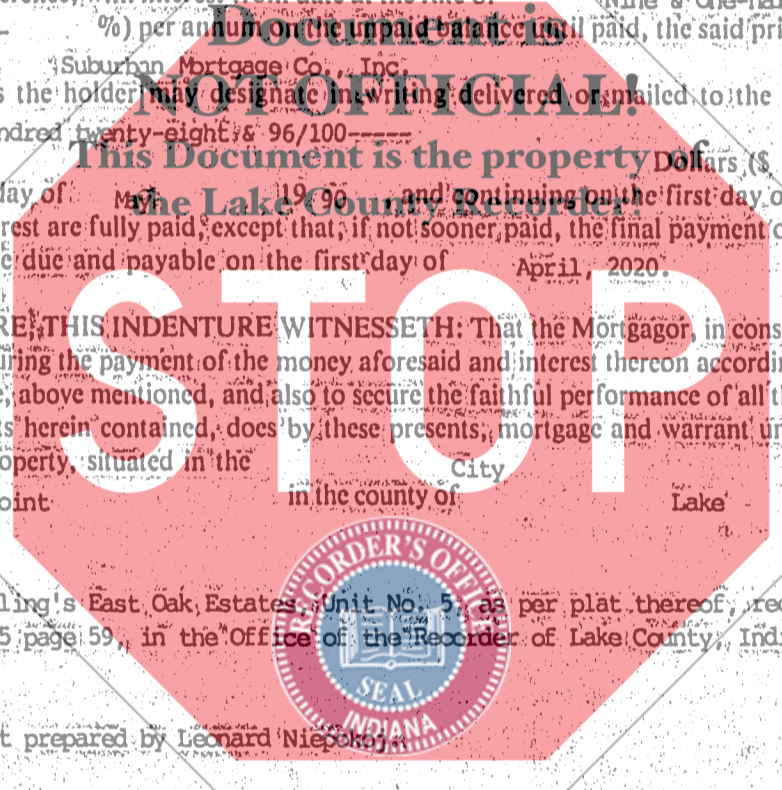 Nine & One-ha
%) per annum on the unpaid balance until paid, the said pri
Document is
Suburban Mortgage Co., Inc.
s the holder may designate in writing delivered or mailed to the
NOT OFFICIAL!
ndred twenty-eight & 96/100-----
This Document is the property of
Dollars ($
day of May 19 90 , and continuing on the first day o
the Lake County Recorder!
rest are fully paid, except that, if not sooner paid, the final payment o
e due and payable on the first day of April, 2020.
STOP
RE, THIS INDENTURE WITNESSETH: That the Mortgagor, in cons
uring the payment of the money aforesaid and interest thereon accordin
e, above mentioned, and also to secure the faithful performance of all t
ts herein contained, does by these presents, mortgage and warrant un
operty, situated in the City
oint in the county of Lake
RECORDER'S OFFICE
ling's East Oak Estates, Unit No. 5, as per plat thereof, re
5 page 59, in the Office of the Recorder of Lake County, Indi
SEAL
INDIANA
t prepared by Leonard Niepokoj.